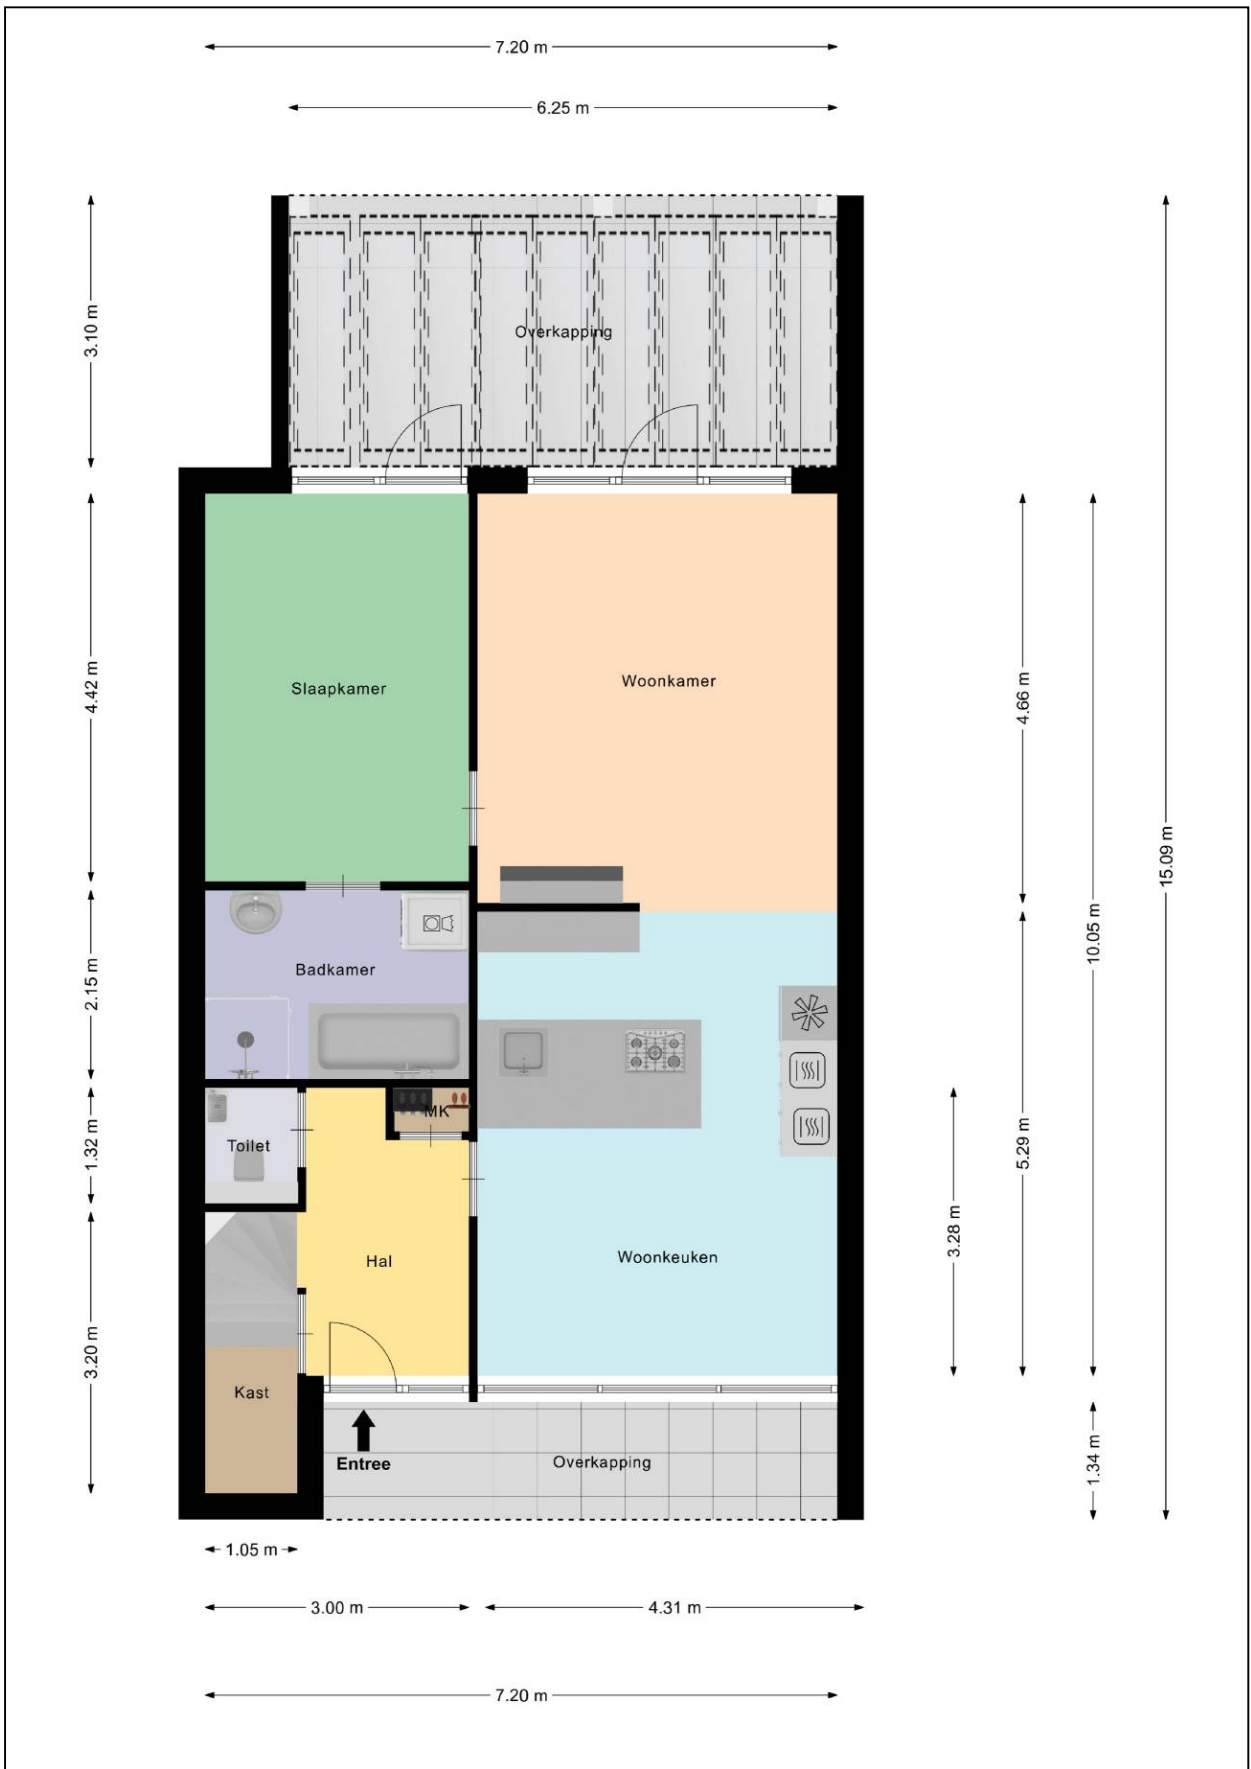 7.20 m
6.25 m
3.10 m
Overkapping
4.42 m
Slaapkamer
Woonkamer
4.66 m
15.09 m
10.05 m
2.15 m
Badkamer
MK
1.32 m
Toilet
5.29 m
3.28 m
Hal
Woonkeuken
3.20 m
Kast
Entree
Overkapping
1.34 m
1.05 m
3.00 m
4.31 m
7.20 m